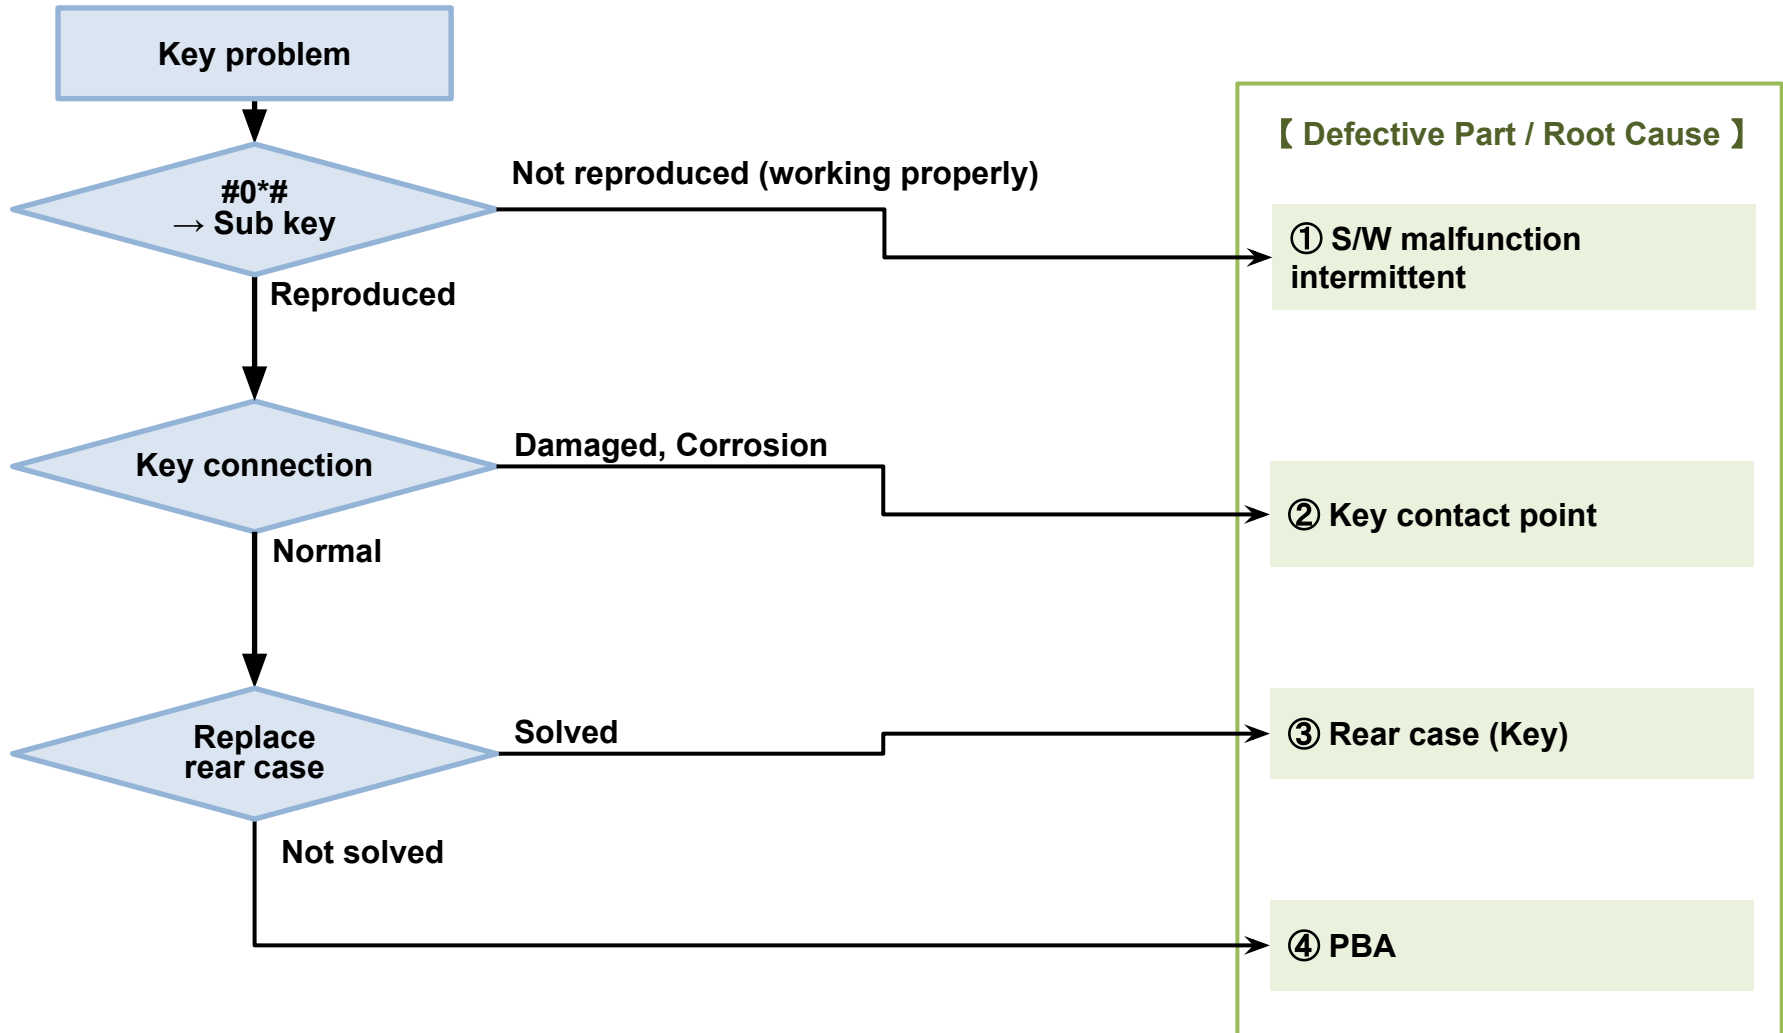 Key problem
【 Defective Part / Root Cause 】
#0*#
→ Sub key
Not reproduced (working properly)
① S/W malfunction
intermittent
Reproduced
Key connection
Damaged, Corrosion
② Key contact point
Normal
Replace
rear case
Solved
③ Rear case (Key)
Not solved
④ PBA